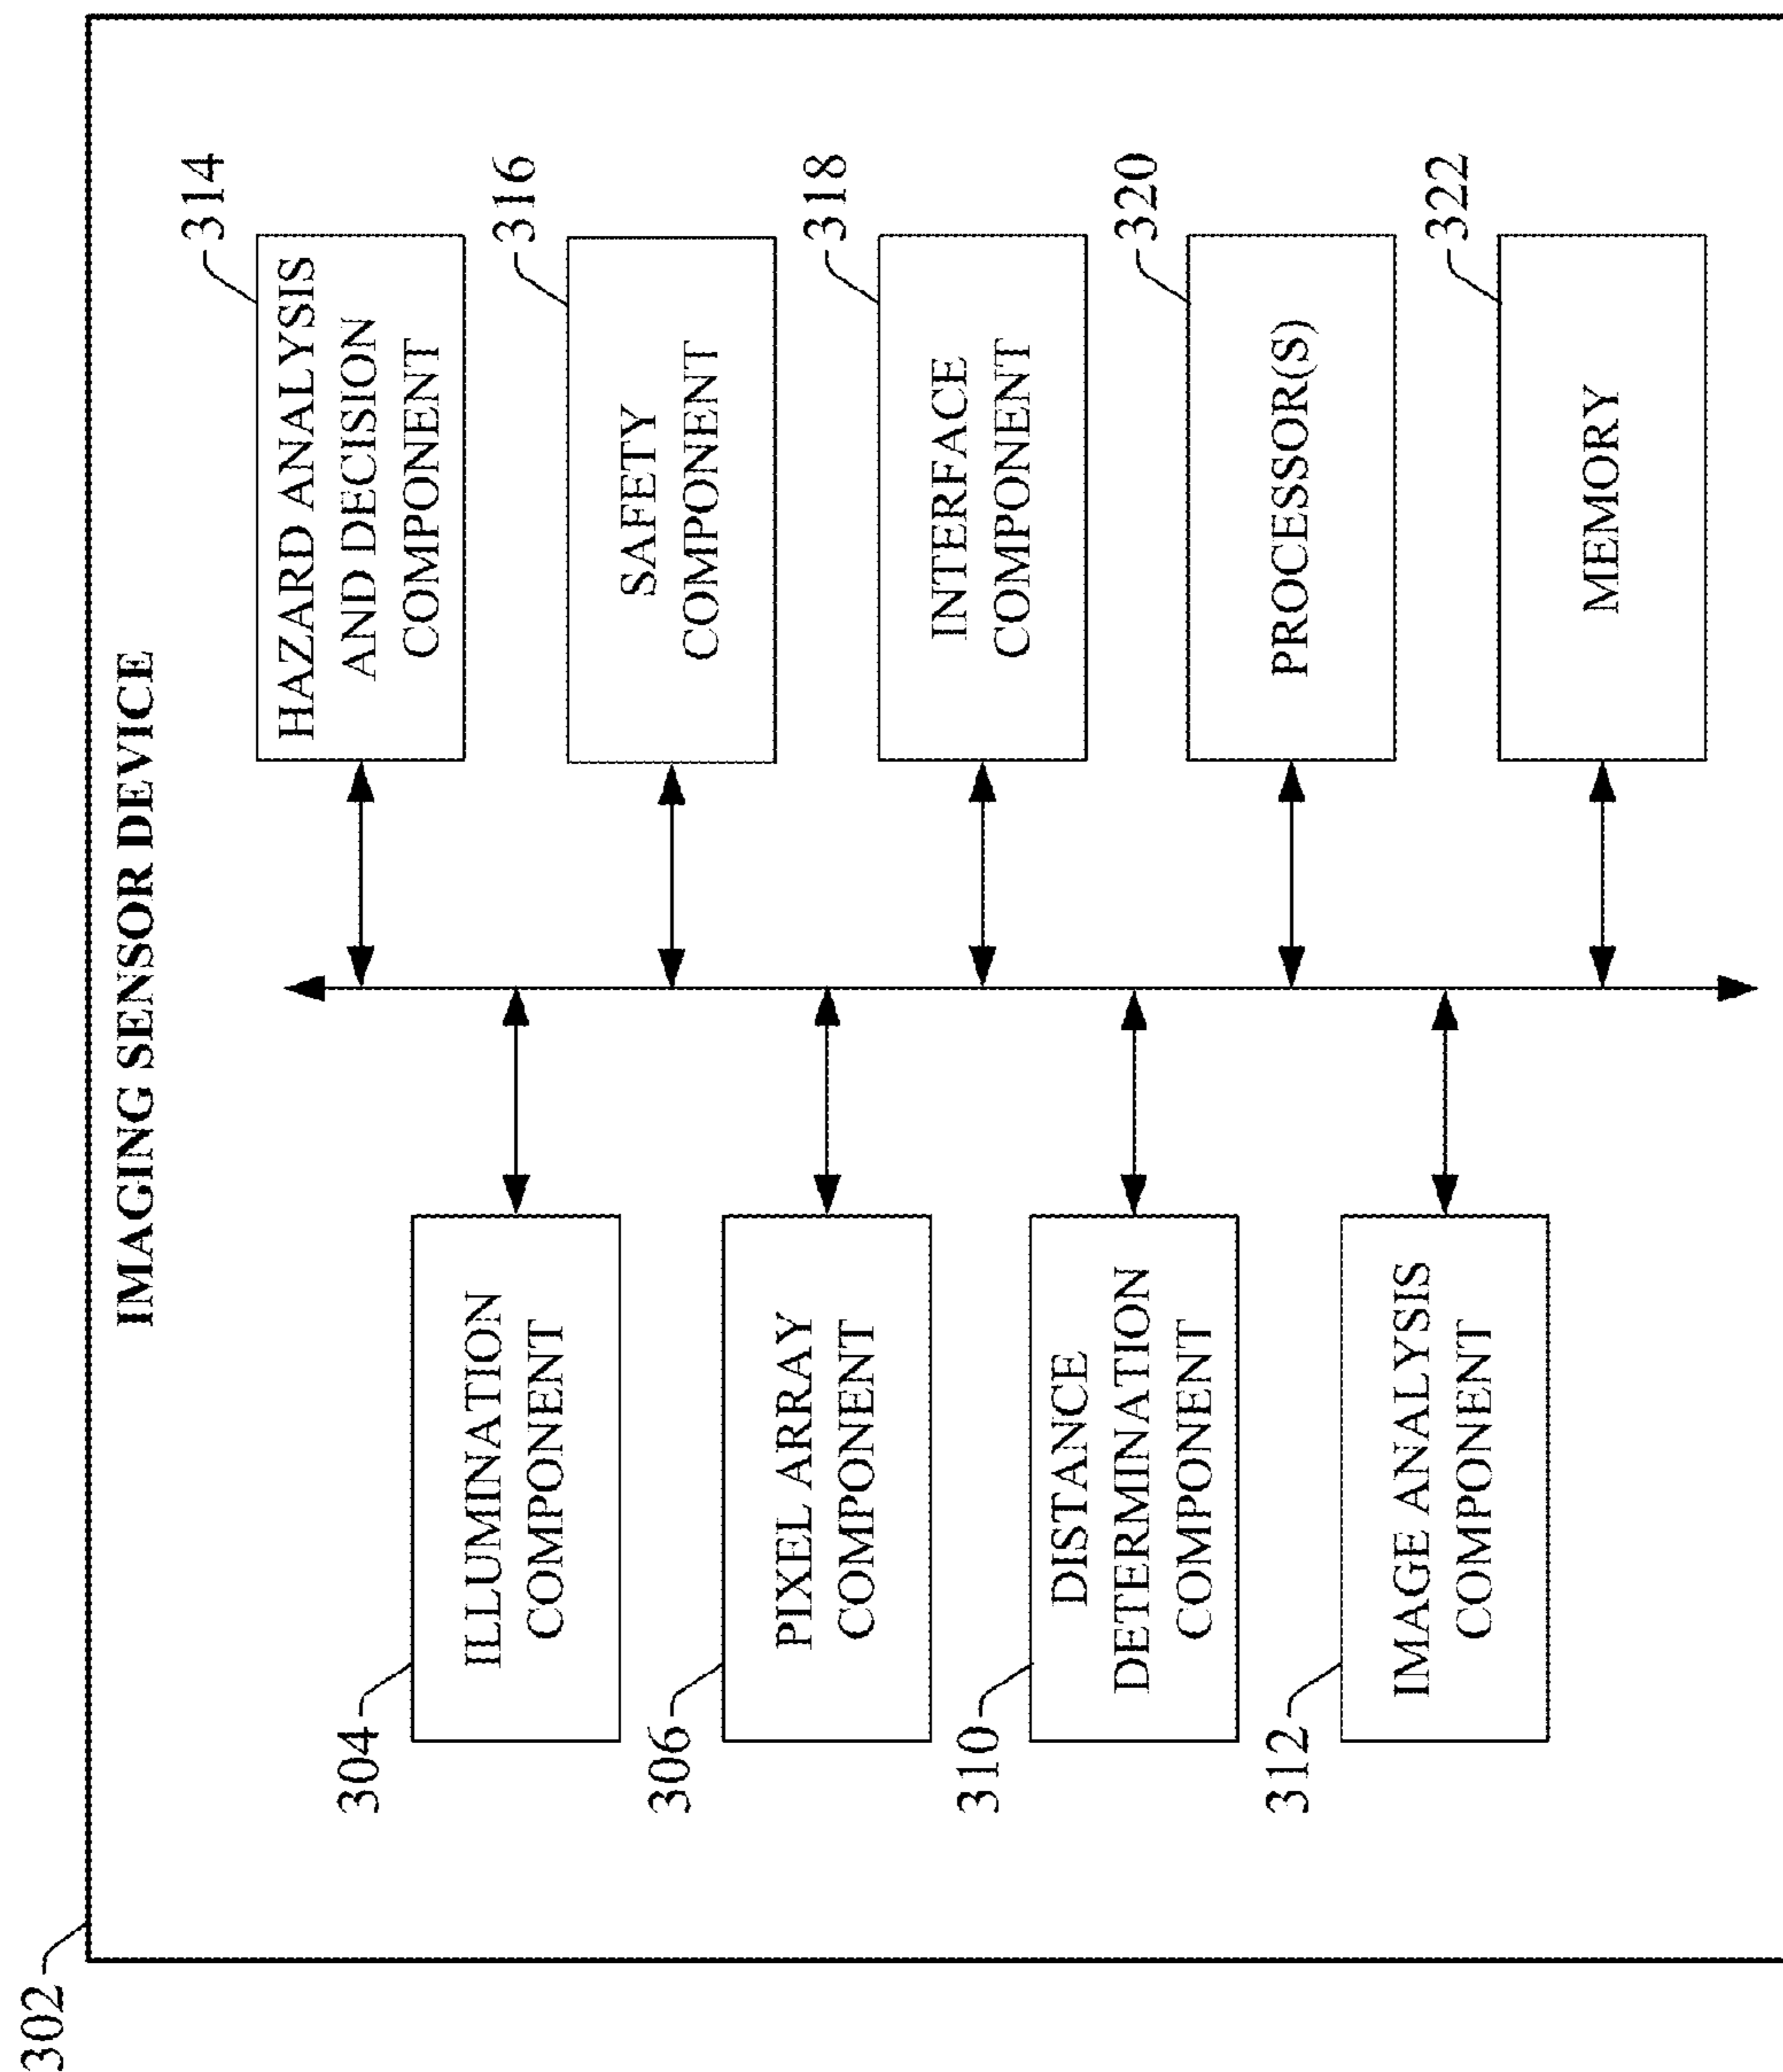 302
IMAGING SENSOR DEVICE
304
ILLUMINATION
COMPONENT
306
PIXEL ARRAY
COMPONENT
310
DISTANCE
DETERMINATION
COMPONENT
312
IMAGE ANALYSIS
COMPONENT
314
HAZARD ANALYSIS
AND DECISION
COMPONENT
316
SAFETY
COMPONENT
318
INTERFACE
COMPONENT
320
PROCESSOR(S)
322
MEMORY